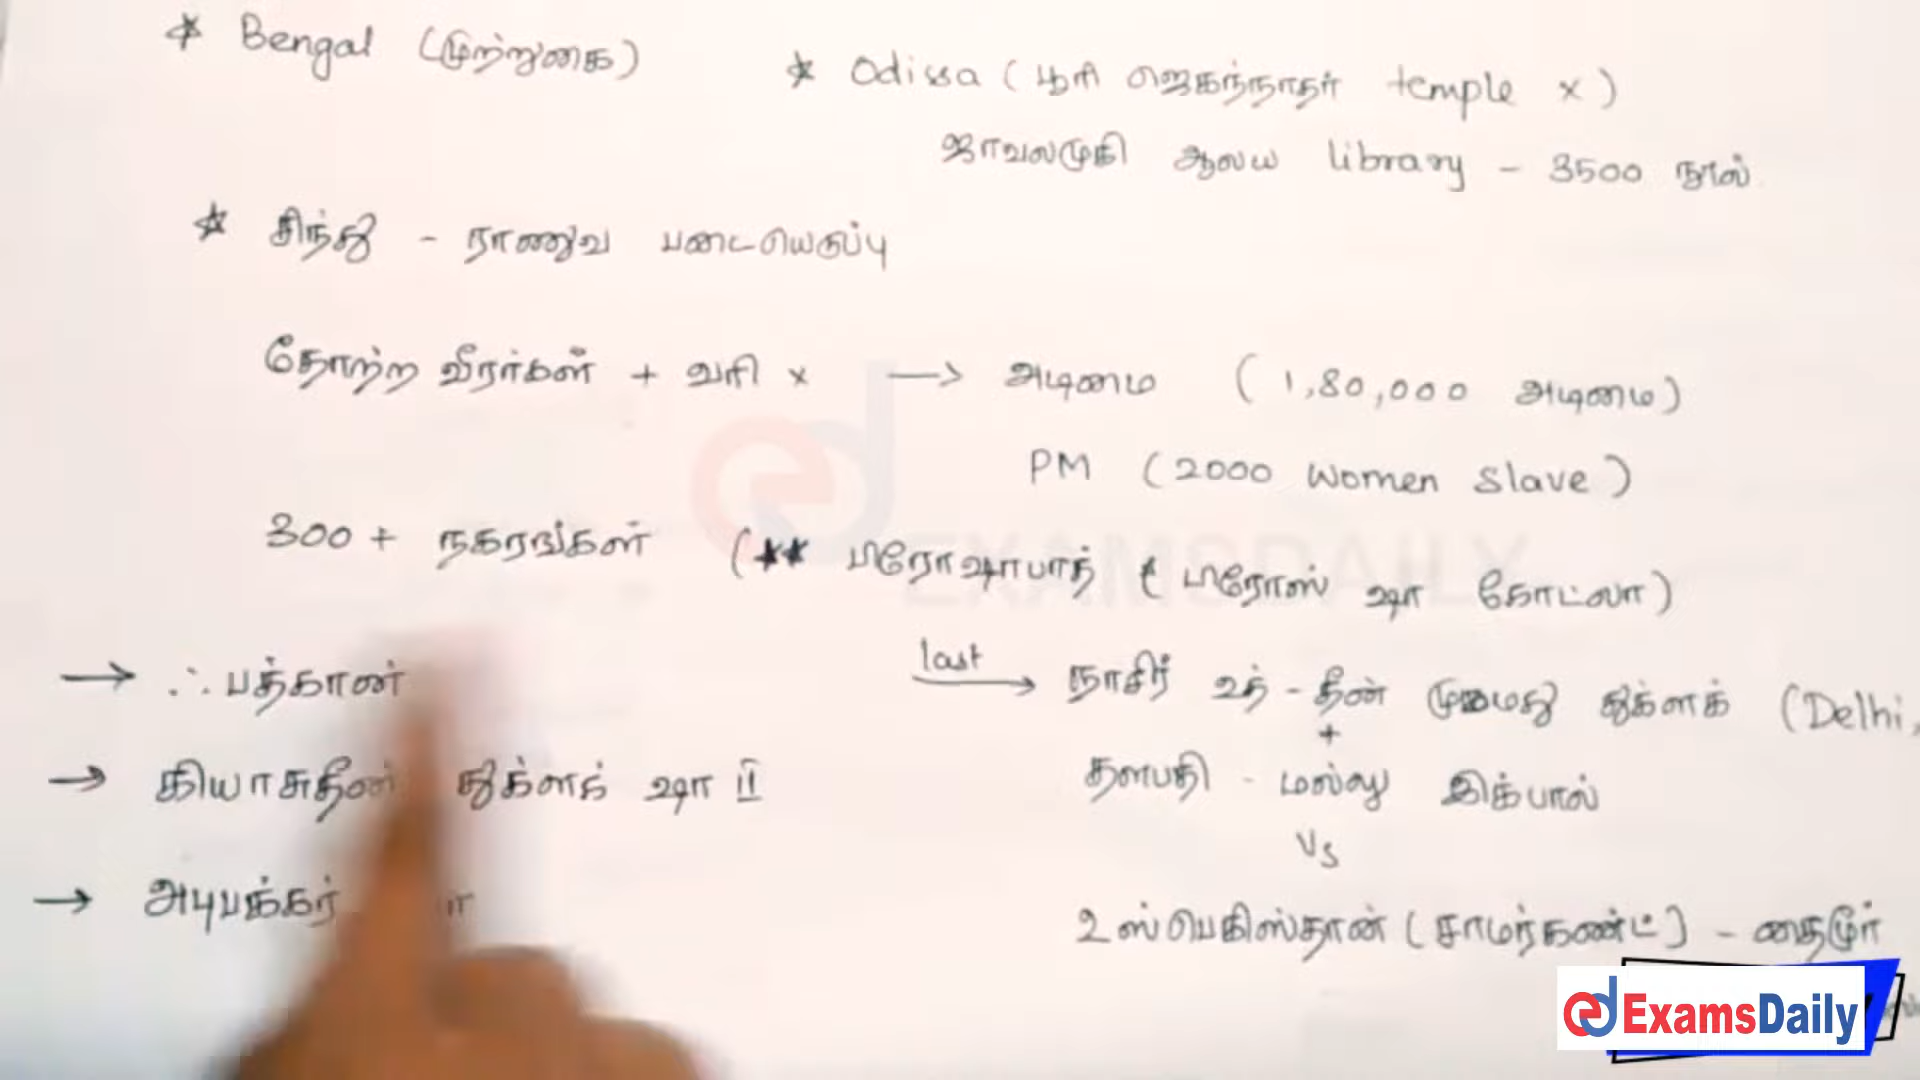 * Bengal (முற்றுகை)
* Odissa (பூரி ஜெகந்நாதர் temple x)
ஜாவலமுகி ஆலய library - 3500 நூல்
* சிந்து - ராணுவ படையெடுப்பு
தோற்ற வீரர்கள் + வரி x → அடிமை (1,80,000 அடிமை)
PM (2000 women slave)
300 + நகரங்கள் (** பிரோஷாபாத் ( பிரோஸ் ஷா கோட்லா)
→ ∴ பத்கான்
→ கியாசுதீன் துக்ளக் ஷா II
→ அபுபக்கர்
last → நாசிர் உத் - தீன் முகமது துக்ளக் (Delhi,
+
தளபதி - மல்லு இக்பால்
Vs
உஸ்பெகிஸ்தான் (சாமர்கண்ட்) - தைமூர்
EXAMSDAILY
ExamsDaily